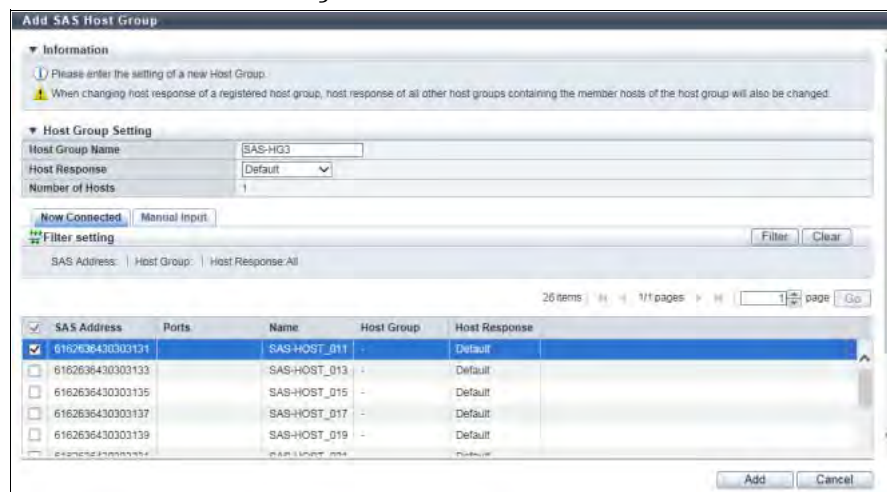 Add SAS Host Group
Information
Please enter the setting of a new Host Group.
When changing host response of a registered host group, host response of all other host groups containing the member hosts of the host group will also be changed.
Host Group Setting
Host Group Name SAS-HG3
Host Response Default
Number of Hosts 1
Now Connected Manual Input
Filter setting Filter Clear
SAS Address: | Host Group: | Host Response:All
26 items 1/1 pages 1 page Go
SAS Address Ports Name Host Group Host Response
6162636430303131 SAS-HOST_011 - Default
6162636430303133 SAS-HOST_013 - Default
6162636430303135 SAS-HOST_015 - Default
6162636430303137 SAS-HOST_017 - Default
6162636430303139 SAS-HOST_019 - Default
Add Cancel